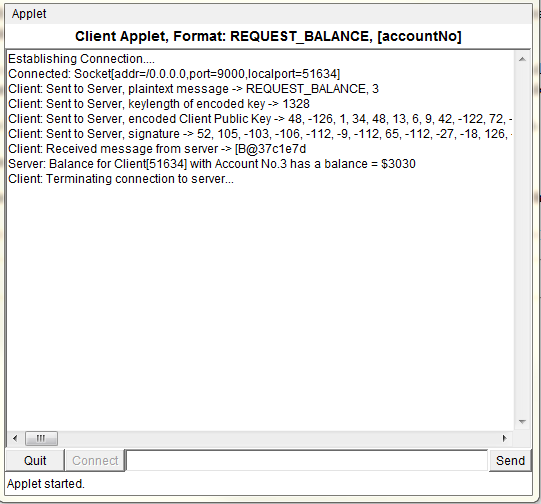 Applet
Client Applet, Format: REQUEST_BALANCE, [accountNo]
Establishing Connection....
Connected: Socket[addr=/0.0.0.0,port=9000,localport=51634]
Client: Sent to Server, plaintext message -> REQUEST_BALANCE, 3
Client: Sent to Server, keylength of encoded key -> 1328
Client: Sent to Server, encoded Client Public Key -> 48, -126, 1, 34, 48, 13, 6, 9, 42, -122, 72, -
Client: Sent to Server, signature -> 52, 105, -103, -106, -112, -9, -112, 65, -112, -27, -18, 126, -
Client: Received message from server -> [B@37c1e7d
Server: Balance for Client[51634] with Account No.3 has a balance = $3030
Client: Terminating connection to server...
Quit Connect Send
Applet started.